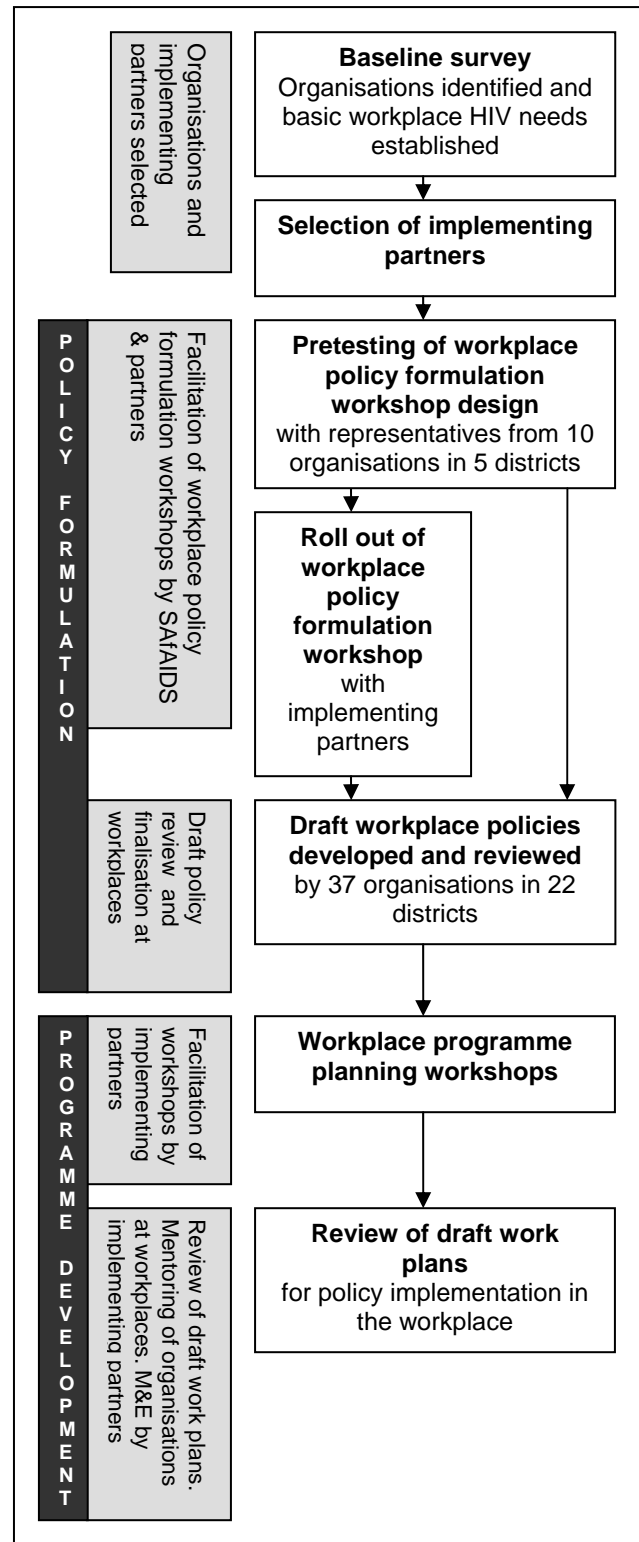 Organisations and
implementing
partners selected
Baseline survey
Organisations identified and
basic workplace HIV needs
established
Selection of implementing
partners
POLICY FORMULATION
Facilitation of workplace policy
formulation workshops by SAfAIDS
& partners
Pretesting of workplace
policy formulation
workshop design
with representatives from 10
organisations in 5 districts
Roll out of
workplace
policy
formulation
workshop
with
implementing
partners
Draft policy
review and
finalisation at
workplaces
Draft workplace policies
developed and reviewed
by 37 organisations in 22
districts
PROGRAMME DEVELOPMENT
Facilitation of
workshops by
implementing
partners
Workplace programme
planning workshops
Review of draft work plans.
Mentoring of organisations
at workplaces. M&E by
implementing partners
Review of draft work
plans
for policy implementation in
the workplace